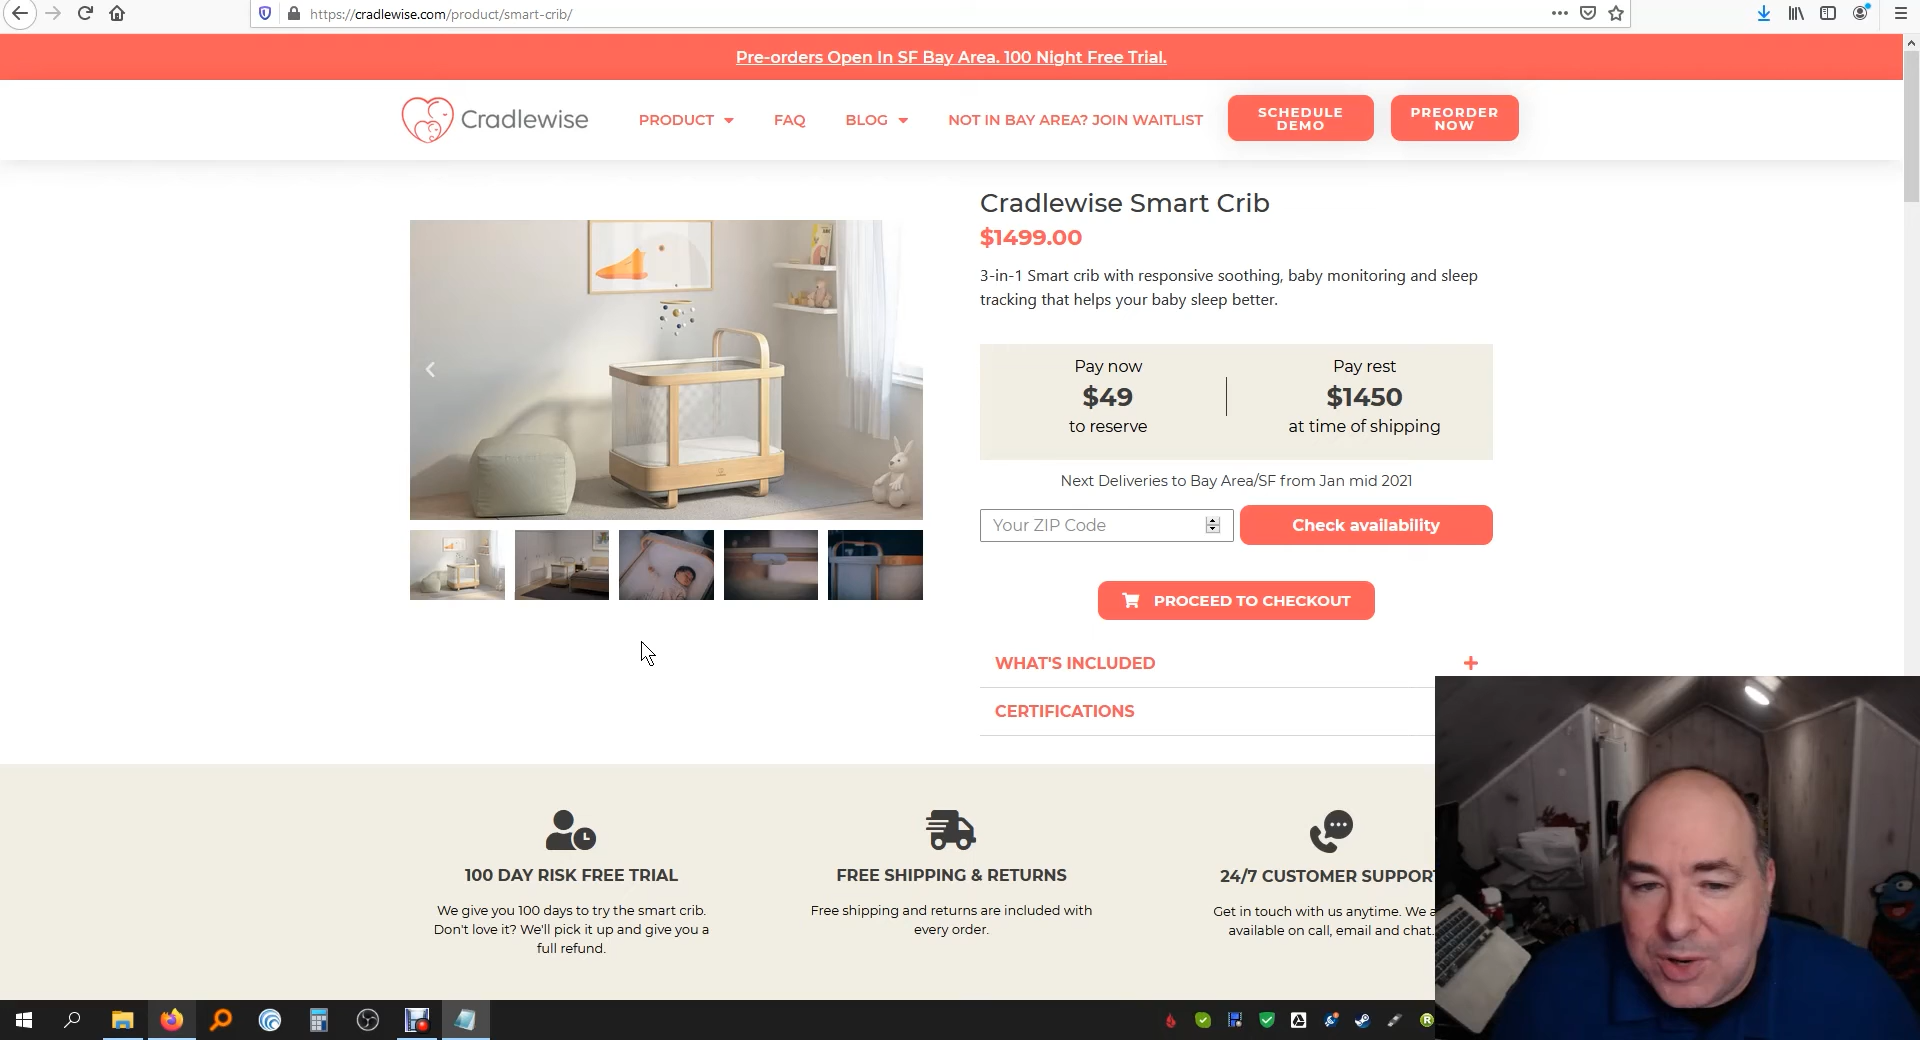 https://cradlewise.com/product/smart-crib/
Pre-orders Open In SF Bay Area. 100 Night Free Trial.
Cradlewise
PRODUCT
FAQ
BLOG
NOT IN BAY AREA? JOIN WAITLIST
SCHEDULE
DEMO
PREORDER
NOW
Cradlewise Smart Crib
$1499.00
3-in-1 Smart crib with responsive soothing, baby monitoring and sleep
tracking that helps your baby sleep better.
Pay now
$49
to reserve
Pay rest
$1450
at time of shipping
Next Deliveries to Bay Area/SF from Jan mid 2021
Your ZIP Code
Check availability
PROCEED TO CHECKOUT
WHAT'S INCLUDED
CERTIFICATIONS
100 DAY RISK FREE TRIAL
We give you 100 days to try the smart crib.
Don't love it? We'll pick it up and give you a
full refund.
FREE SHIPPING & RETURNS
Free shipping and returns are included with
every order.
24/7 CUSTOMER SUPPORT
Get in touch with us anytime. We a
available on call, email and chat.